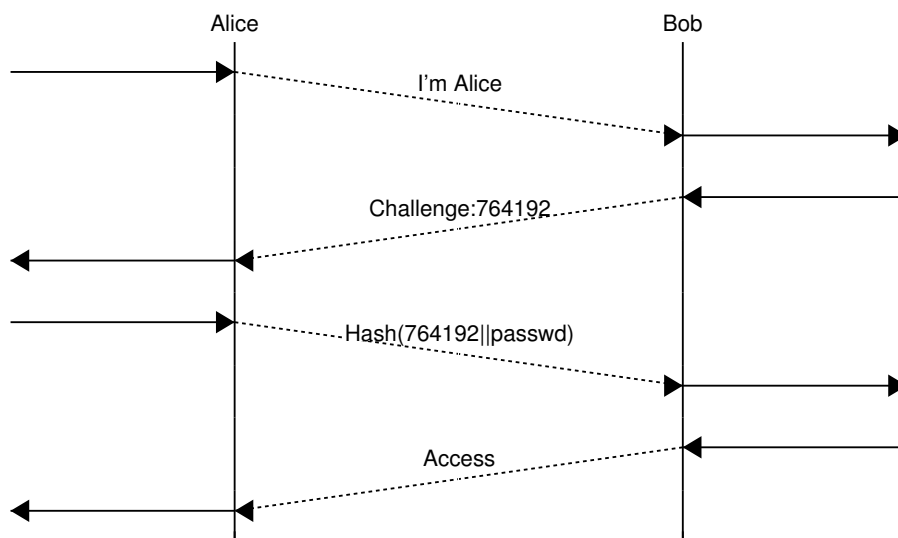 Alice
Bob
I'm Alice
Challenge:764192
Hash(764192||passwd)
Access